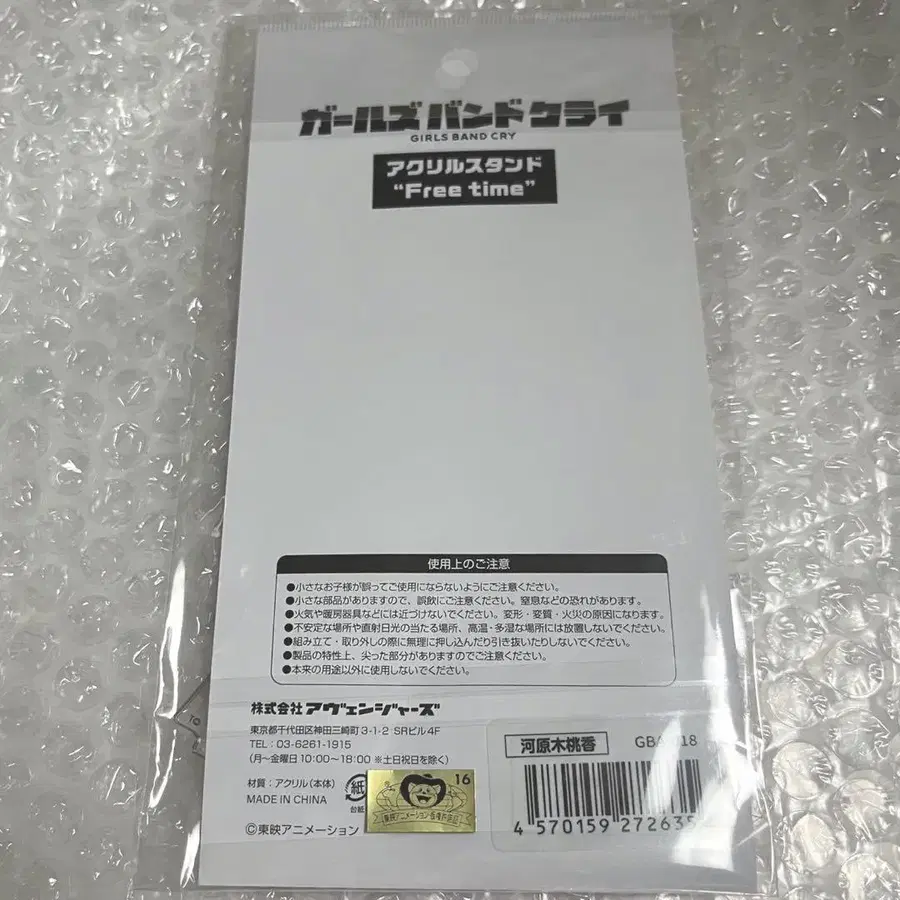 ガールズバンドクライ
GIRLS BAND CRY
アクリルスタンド
“Free time”
使用上のご注意
●小さなお子様が誤ってご使用にならないようにご注意ください。
●小さな部品がありますので、誤飲にご注意ください。窒息などの恐れがあります。
●火気や暖房器具などには近づけないでください。変形・変質・火災の原因になります。
●不安定な場所や直射日光の当たる場所、高温・多湿な場所には放置しないでください。
●組み立て・取り外しの際に無理に押し込んだり引き抜いたりしないでください。
●製品の特性上、尖った部分がありますのでご注意ください。
●本来の用途以外に使用しないでください。
株式会社アヴェンジャーズ
東京都千代田区神田三崎町3-1-2 SRビル4F
TEL:03-6261-1915
(月〜金曜日 10:00〜18:00 ※土日祝日を除く)
材質:アクリル(本体)
MADE IN CHINA
紙
台紙
©東映アニメーション
16
東映アニメーション
河原木桃香
4 570159 272635